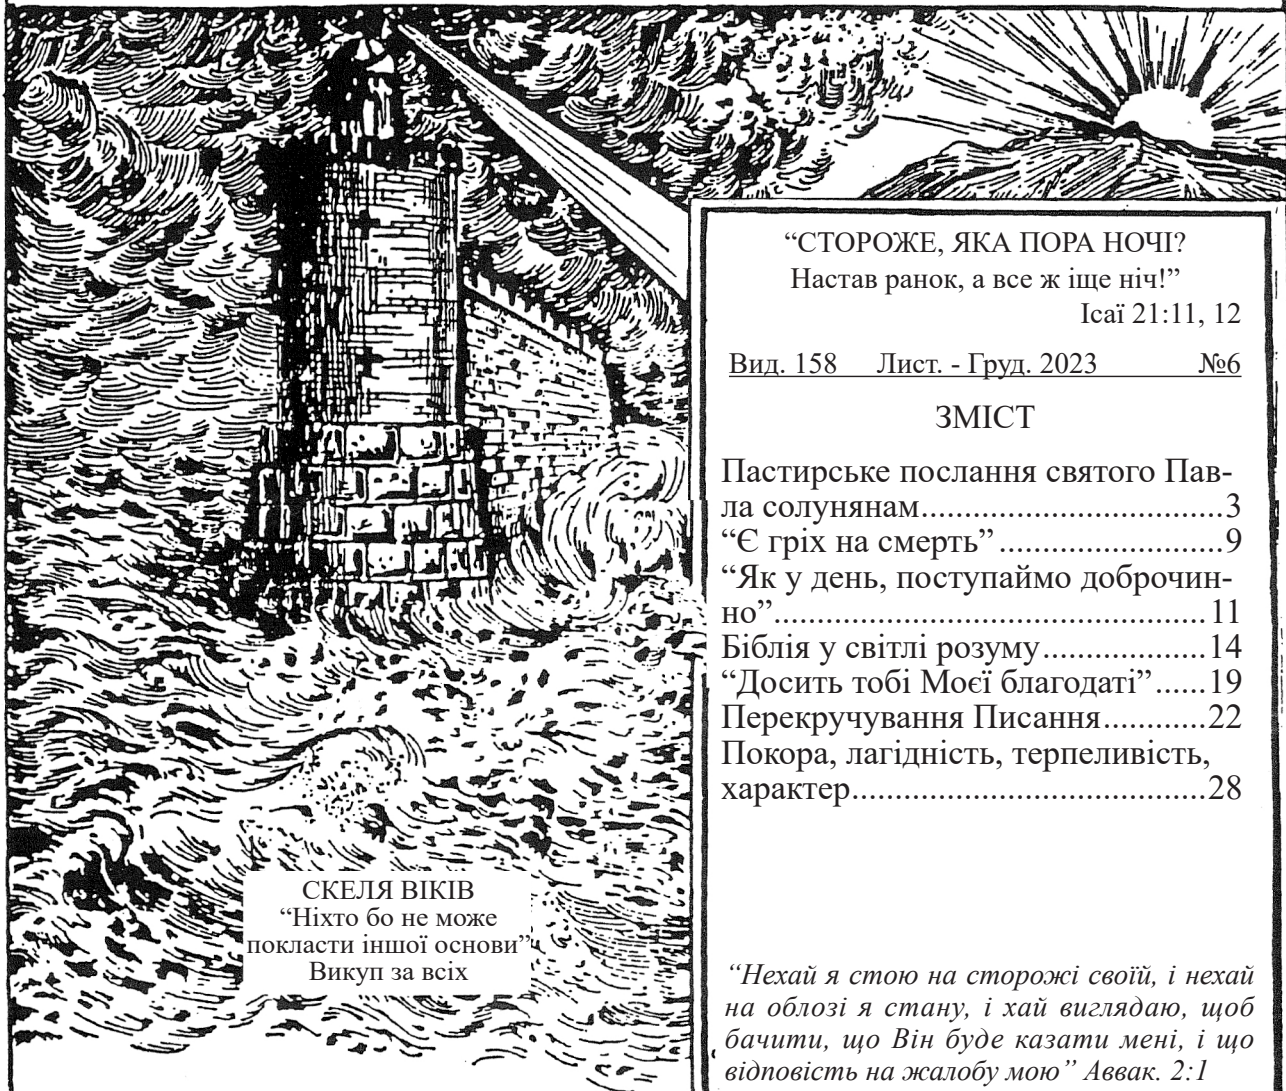 “СТОРОЖЕ, ЯКА ПОРА НОЧІ?
Настав ранок, а все ж іще ніч!”
Ісаї 21:11, 12
Вид. 158 Лист. - Груд. 2023 №6
ЗМІСТ
Пастирське послання святого Пав-
ла солунянам..............................3
“Є гріх на смерть”......................9
“Як у день, поступаймо доброчин-
но”..........................................11
Біблія у світлі розуму................14
“Досить тобі Моєї благодаті”......19
Перекручування Писання..........22
Покора, лагідність, терпеливість,
характер...................................28
СКЕЛЯ ВІКІВ
“Ніхто бо не може
покласти іншої основи”
Викуп за всіх
“Нехай я стою на сторожі своїй, і нехай
на облозі я стану, і хай виглядаю, щоб
бачити, що Він буде казати мені, і що
відповість на жалобу мою” Аввак. 2:1